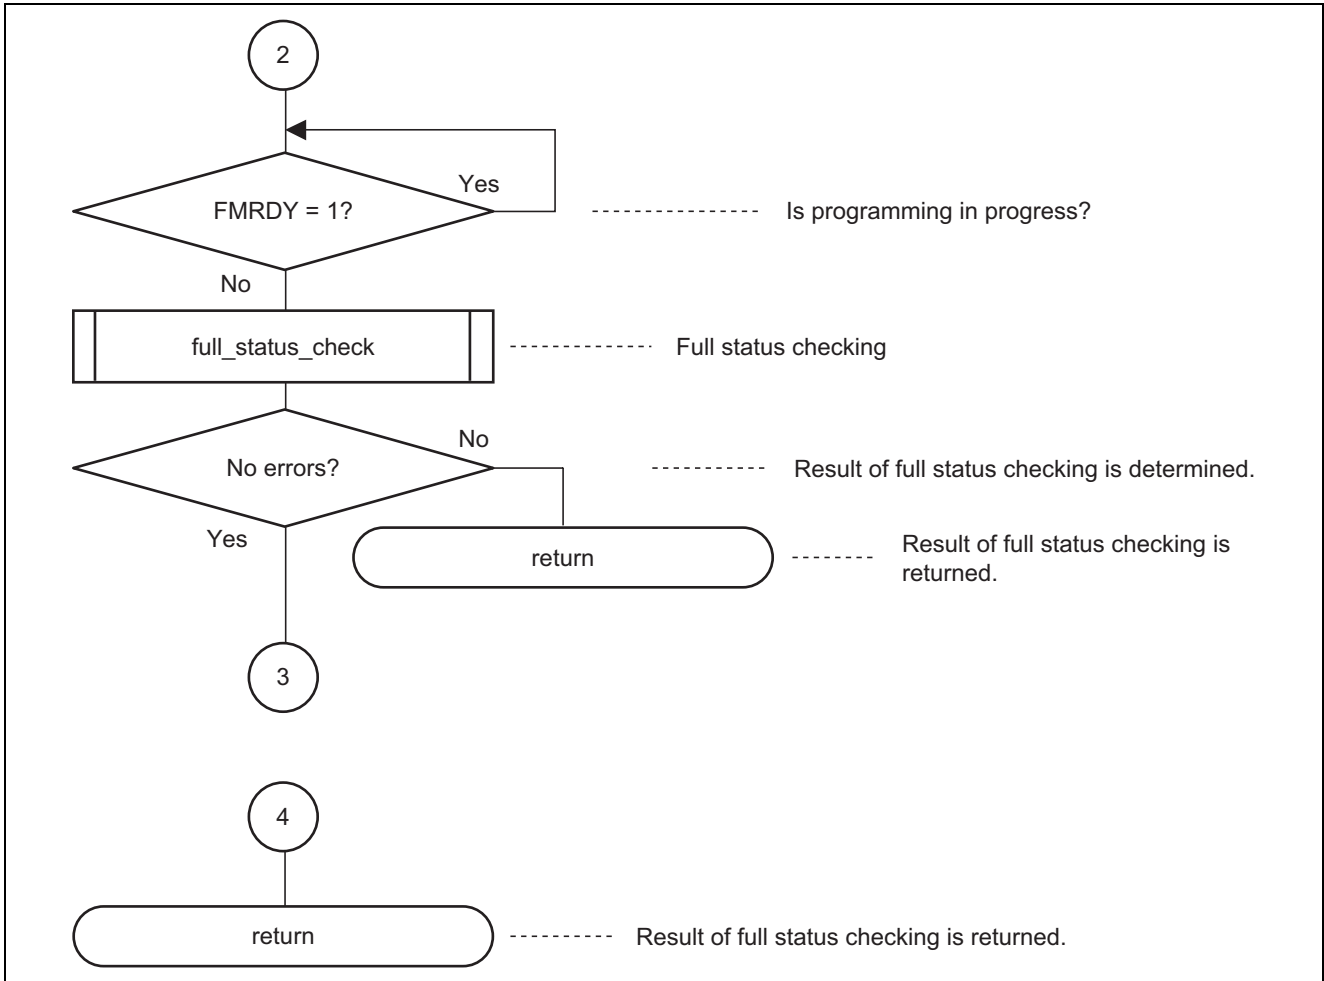 2
Yes
FMRDY = 1?
Is programming in progress?
No
full_status_check
Full status checking
No
No errors?
Result of full status checking is determined.
Yes
return
Result of full status checking is
returned.
3
4
return
Result of full status checking is returned.